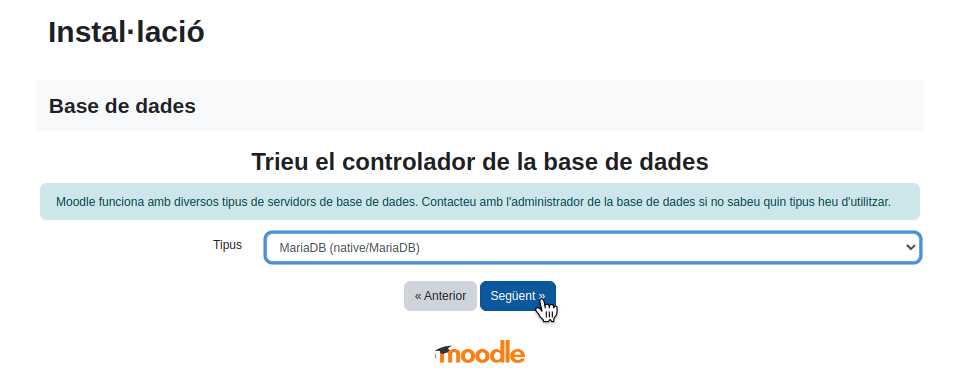 Instal·lació
Base de dades
Trieu el controlador de la base de dades
Moodle funciona amb diversos tipus de servidors de base de dades. Contacteu amb l'administrador de la base de dades si no sabeu quin tipus heu d'utilitzar.
Tipus MariaDB (native/MariaDB)
« Anterior Següent »
moodle